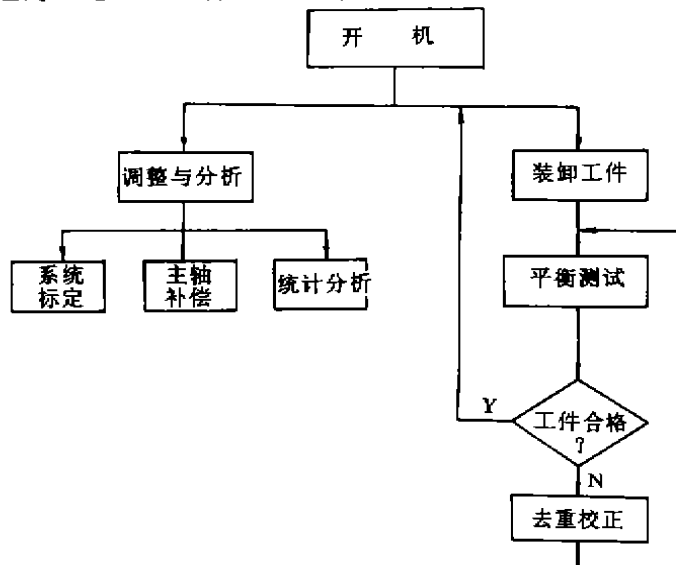 开 机
调整与分析
装卸工件
系统
标定
主轴
补偿
统计分析
平衡测试
Y
工件合格
?
N
去重校正